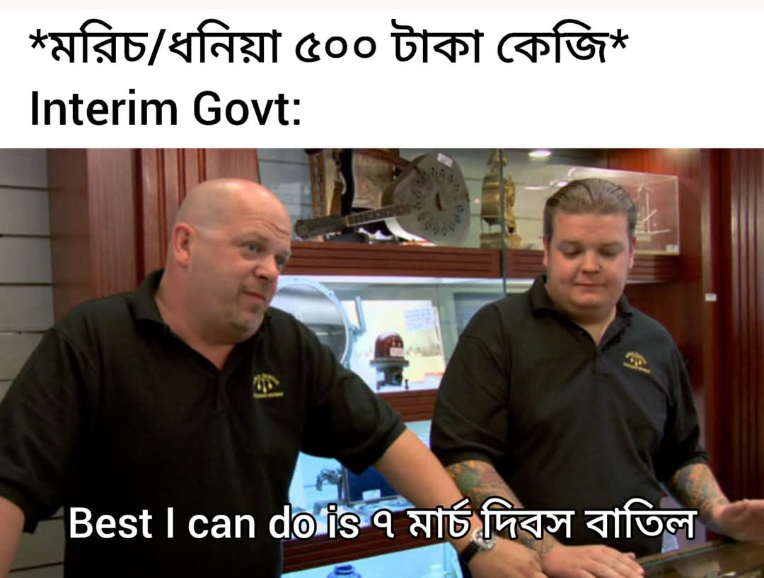 *মরিচ/ধনিয়া ৫০০ টাকা কেজি*
Interim Govt:
Best I can do is ৭ মার্চ দিবস বাতিল